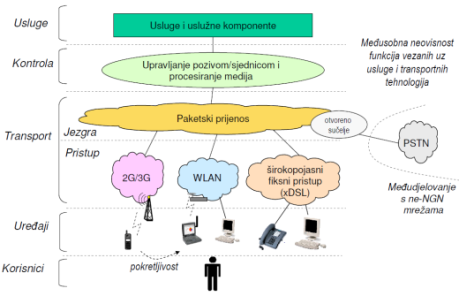 Usluge
Usluge i uslužne komponente
Kontrola
Upravljanje pozivom/sjednicom i
procesiranje medija
Međusobna neovisnost
funkcija vezanih uz
usluge i transportnih
tehnologija
Transport
Jezgra
Paketski prijenos
otvoreno
sučelje
PSTN
Pristup
2G/3G
WLAN
širokopojasni
fiksni pristup
(xDSL)
Međudjelovanje
s ne-NGN
mrežama
Uređaji
pokretljivost
Korisnici